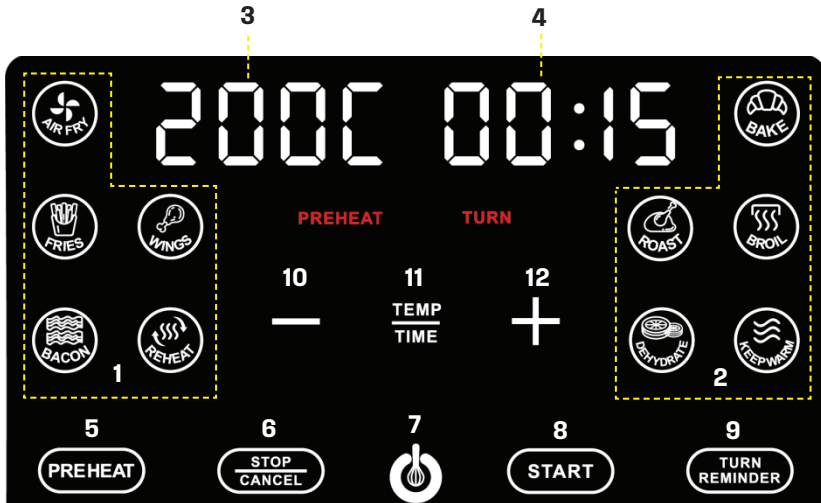 3 4
AIR FRY
200C 00:15
BAKE
FRIES
WINGS
PREHEAT TURN
ROAST
BROIL
10 11 12
− TEMP +
TIME
BACON
REHEAT
1
DEHYDRATE
KEEP WARM
2
5 6 7 8 9
PREHEAT
STOP
CANCEL
START
TURN
REMINDER